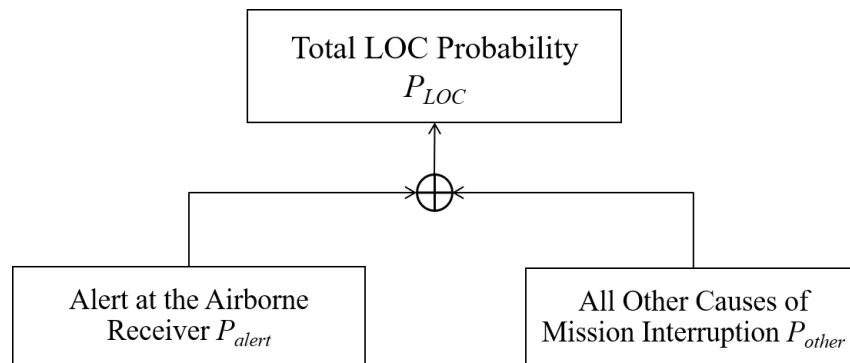 Total LOC Probability
P_LOC
Alert at the Airborne
Receiver P_alert
All Other Causes of
Mission Interruption P_other